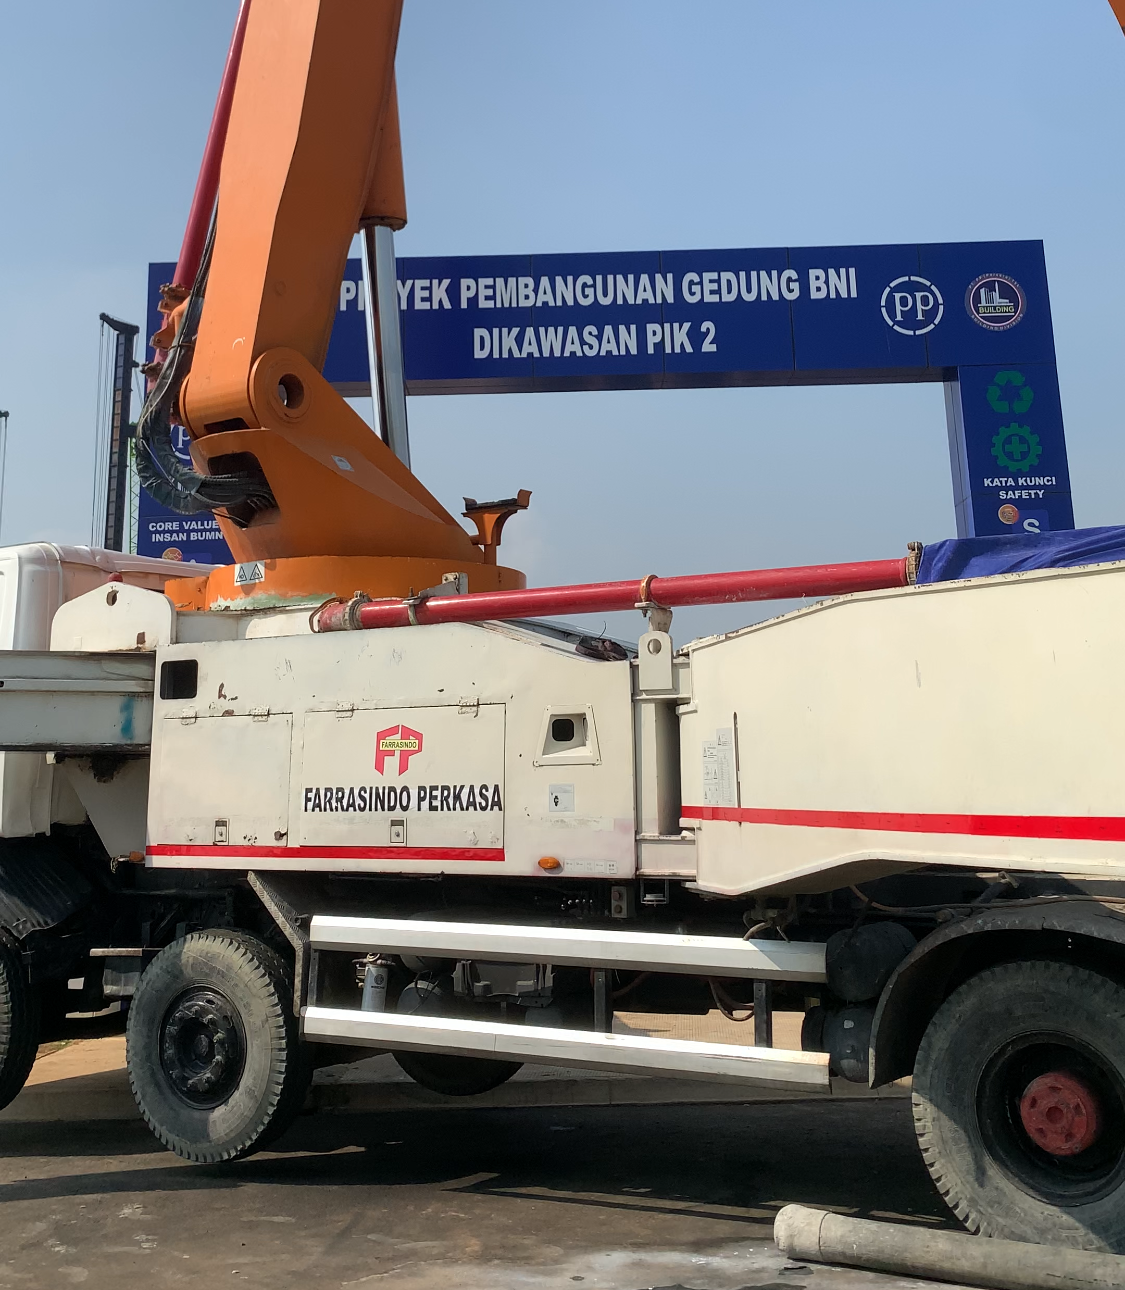 PROYEK PEMBANGUNAN GEDUNG BNI
DIKAWASAN PIK 2
PP
BUILDING
KATA KUNCI
SAFETY
S
CORE VALUE
INSAN BUMN
FARRASINDO
FP
FARRASINDO PERKASA